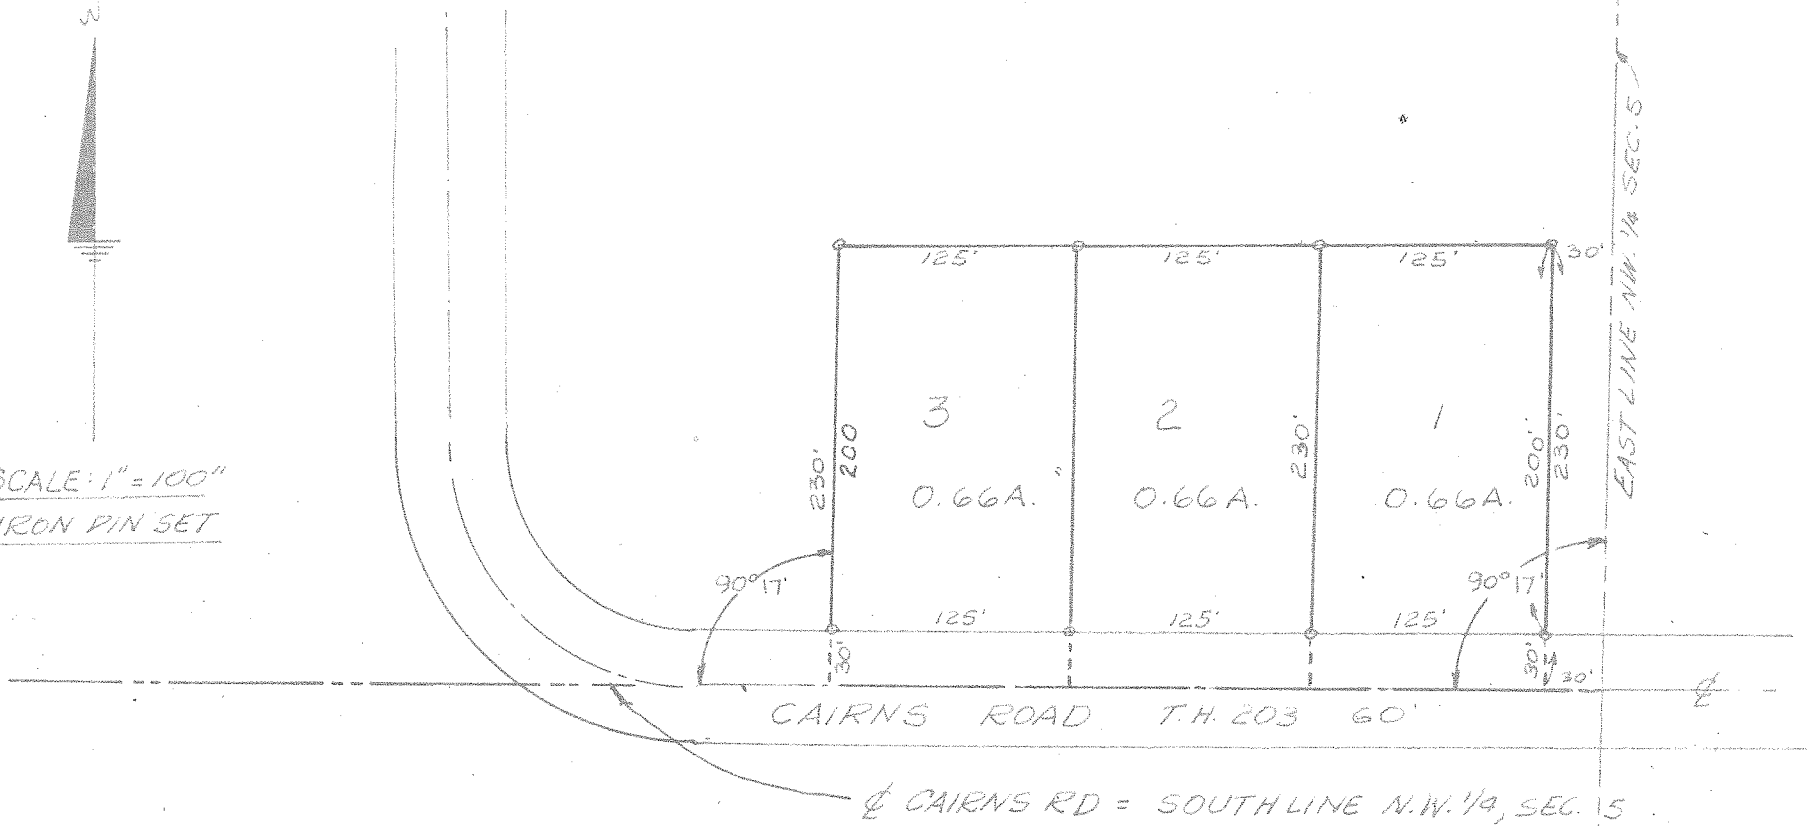 N
125' 125' 125' 30'
EAST LINE N.W. 1/4 SEC. 5
3 2 1
230' 200 230' 200' 230'
0.66A. 0.66A. 0.66A.
SCALE: 1" = 100"
IRON PIN SET
90°17' 90°17'
125' 125' 125'
30' 30' 30'
CAIRNS ROAD T.H. 203 60' ℄
℄ CAIRNS RD = SOUTH LINE N.W. 1/4, SEC. 5